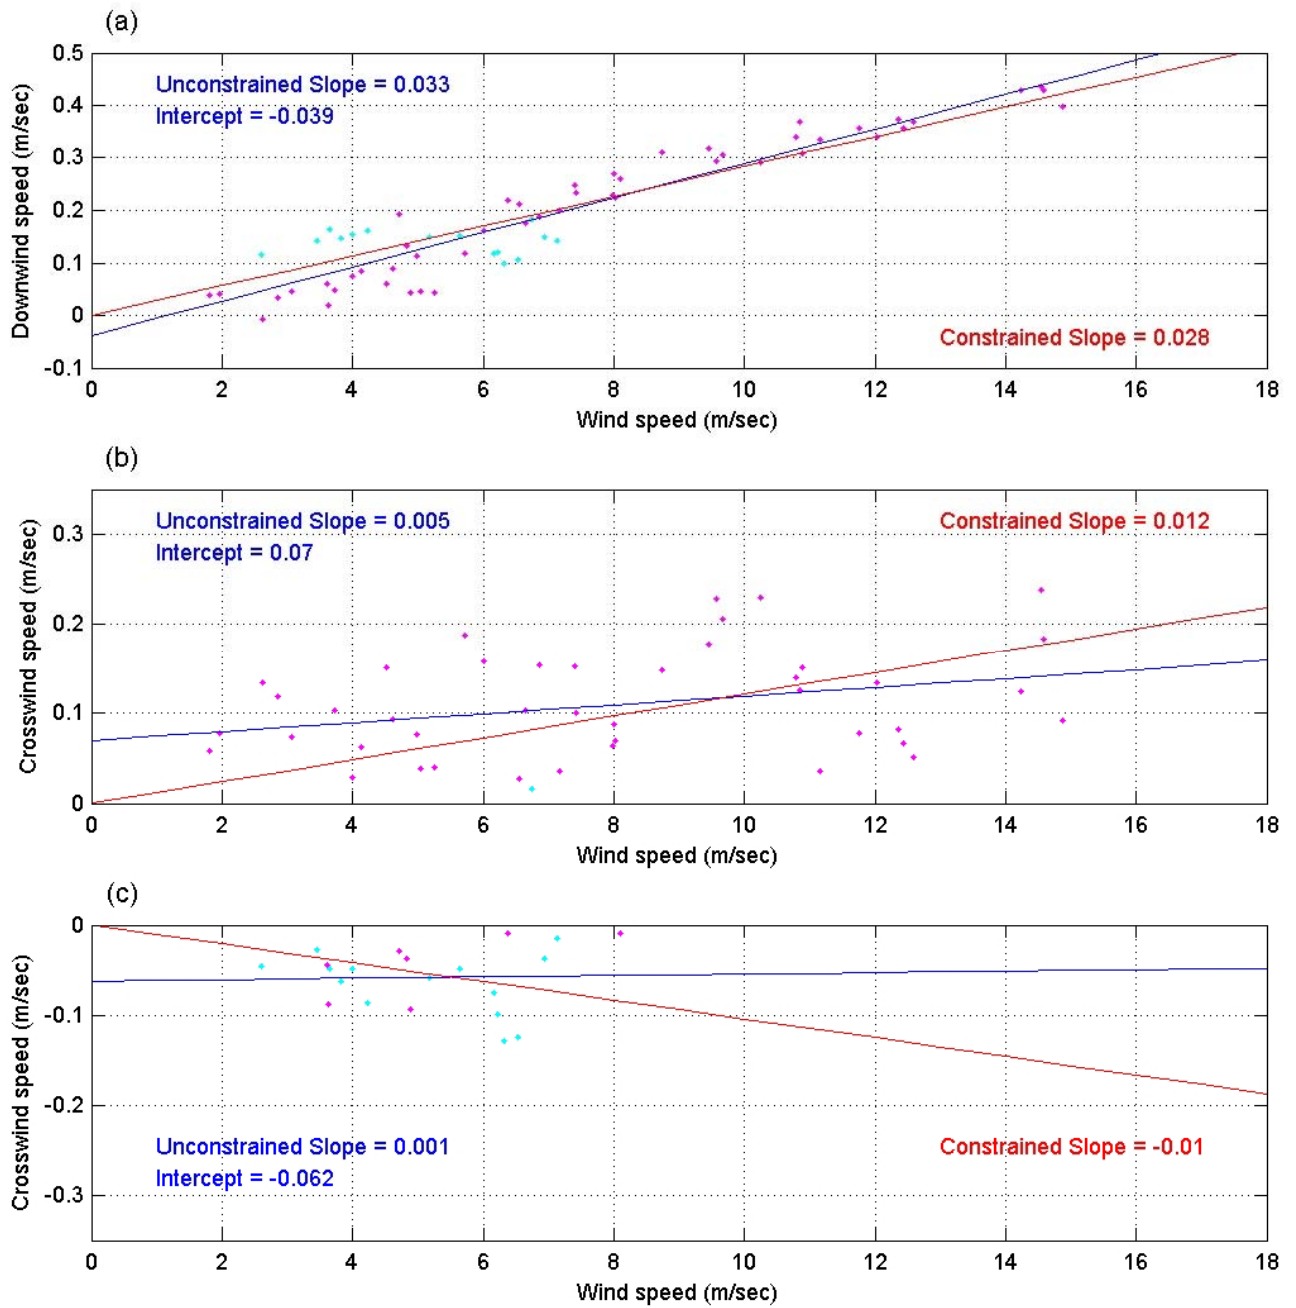 (a)
0.5
0.4
0.3
0.2
0.1
0
-0.1
Downwind speed (m/sec)
Unconstrained Slope = 0.033
Intercept = -0.039
Constrained Slope = 0.028
0 2 4 6 8 10 12 14 16 18
Wind speed (m/sec)
(b)
0.3
0.2
0.1
0
Crosswind speed (m/sec)
Unconstrained Slope = 0.005
Intercept = 0.07
Constrained Slope = 0.012
0 2 4 6 8 10 12 14 16 18
Wind speed (m/sec)
(c)
0
-0.1
-0.2
-0.3
Crosswind speed (m/sec)
Unconstrained Slope = 0.001
Intercept = -0.062
Constrained Slope = -0.01
0 2 4 6 8 10 12 14 16 18
Wind speed (m/sec)